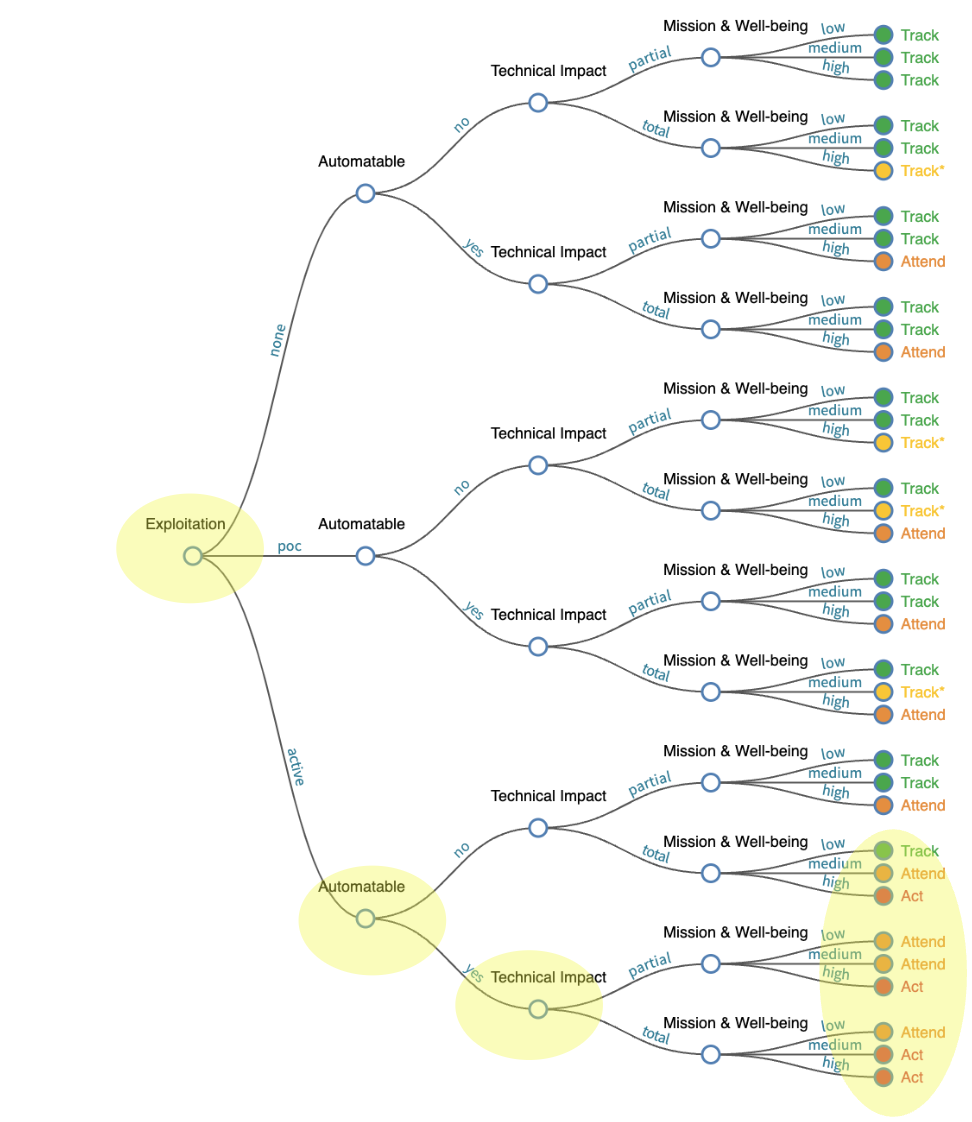 Mission & Well-being
low
Track
medium
Track
high
Track
partial
Technical Impact
Mission & Well-being
low
Track
medium
Track
high
Track*
total
no
Automatable
Mission & Well-being
low
Track
medium
Track
high
Attend
partial
yes
Technical Impact
Mission & Well-being
low
Track
medium
Track
high
Attend
total
none
Mission & Well-being
low
Track
medium
Track
high
Track*
partial
Technical Impact
Mission & Well-being
low
Track
medium
Track*
high
Attend
total
no
Exploitation
poc
Automatable
Mission & Well-being
low
Track
medium
Track
high
Attend
partial
yes
Technical Impact
Mission & Well-being
low
Track
medium
Track*
high
Attend
total
active
Mission & Well-being
low
Track
medium
Track
high
Attend
partial
Technical Impact
Mission & Well-being
low
Track
medium
Attend
high
Act
total
no
Automatable
Mission & Well-being
low
Attend
medium
Attend
high
Act
partial
yes
Technical Impact
Mission & Well-being
low
Attend
medium
Act
high
Act
total